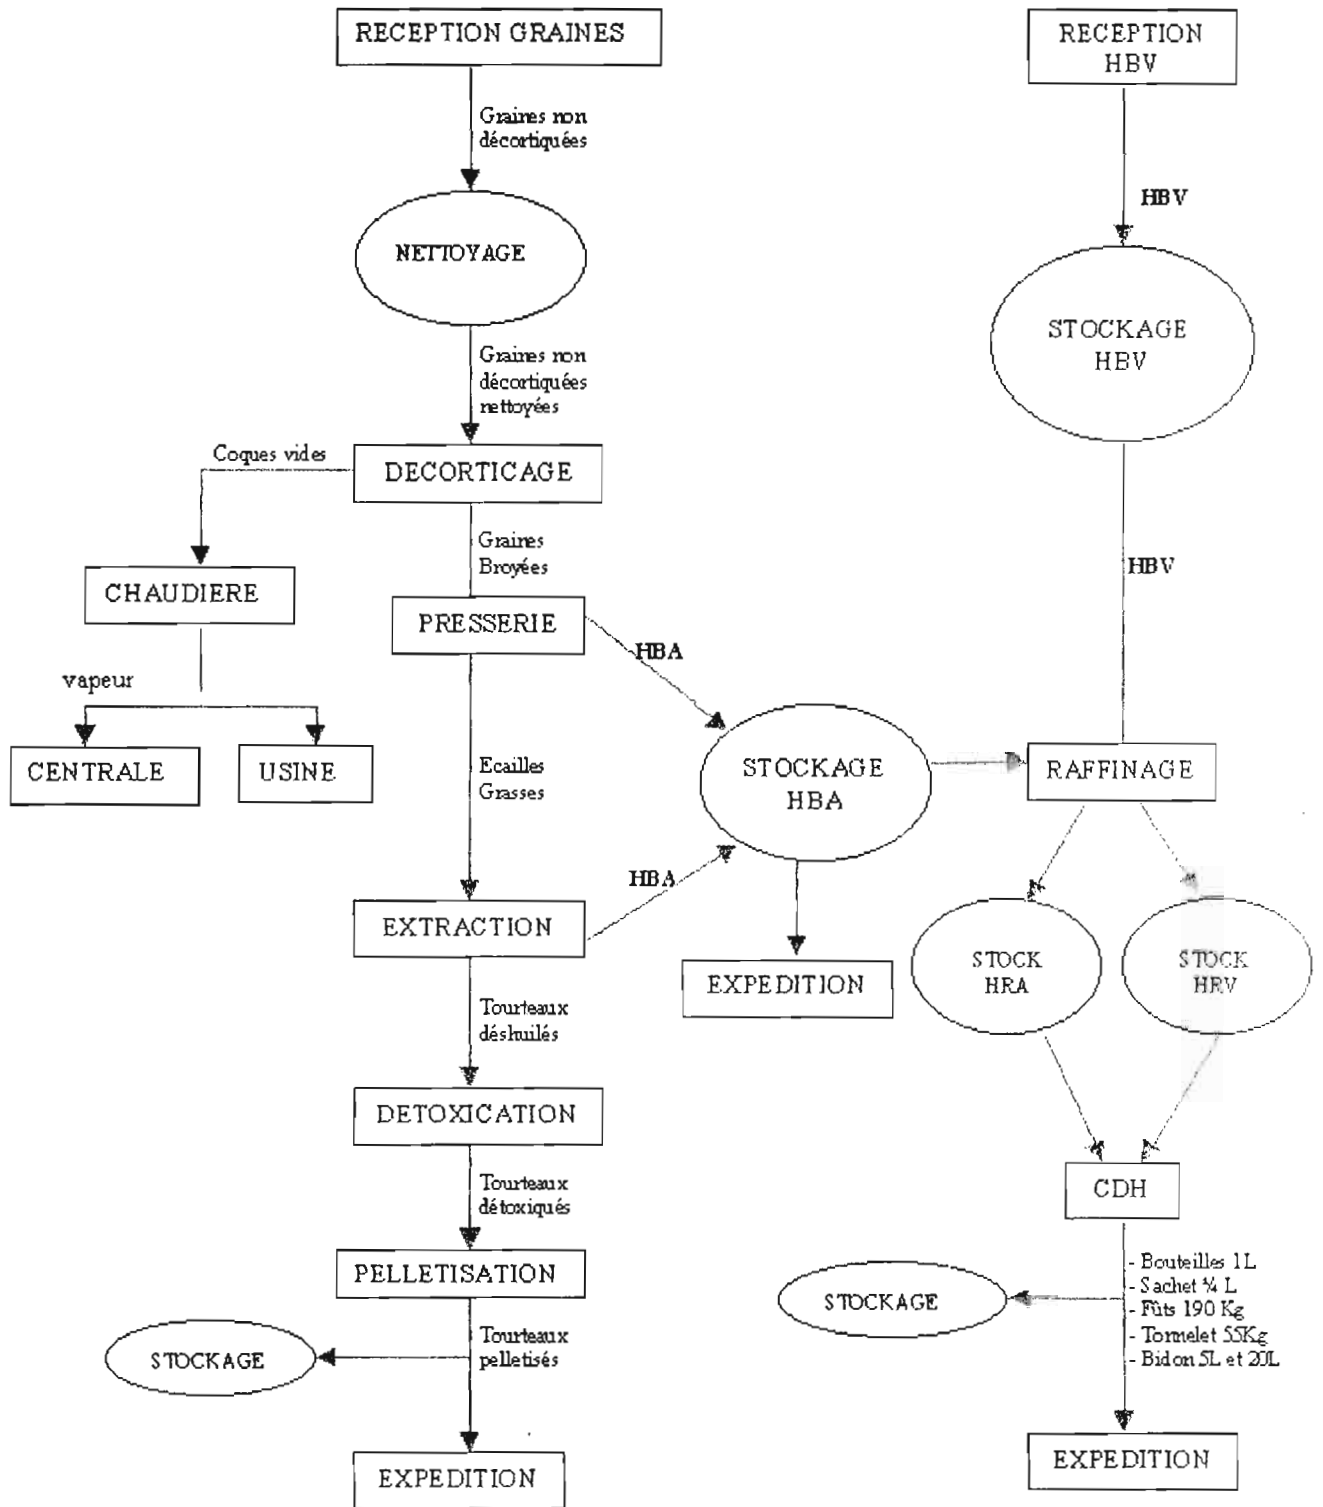 RECEPTION GRAINES
Graines non
décortiquées
NETTOYAGE
Graines non
décortiquées
nettoyées
Coques vides
DECORTICAGE
Graines
Broyées
CHAUDIERE
PRESSERIE
HBA
vapeur
CENTRALE
USINE
Ecailles
Grasses
STOCKAGE
HBA
HBA
EXTRACTION
EXPEDITION
Tourteaux
déshuilés
DETOXICATION
Tourteaux
détoxiqués
PELLETISATION
Tourteaux
pelletisés
STOCKAGE
EXPEDITION
RECEPTION
HBV
HBV
STOCKAGE
HBV
HBV
RAFFINAGE
STOCK
HRA
STOCK
HRV
CDH
- Bouteilles 1L
- Sachet ¼ L
- Fûts 190 Kg
- Tonnelet 55Kg
- Bidon 5L et 20L
STOCKAGE
EXPEDITION